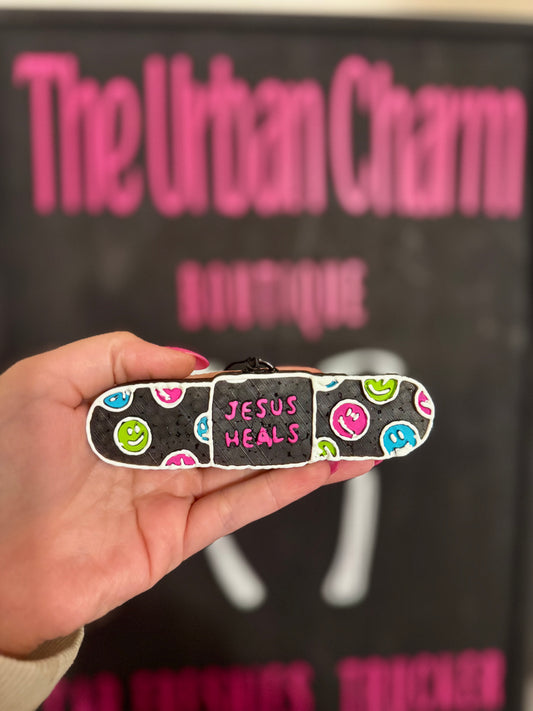 The Urban Charm
BOUTIQUE
JESUS
HEALS